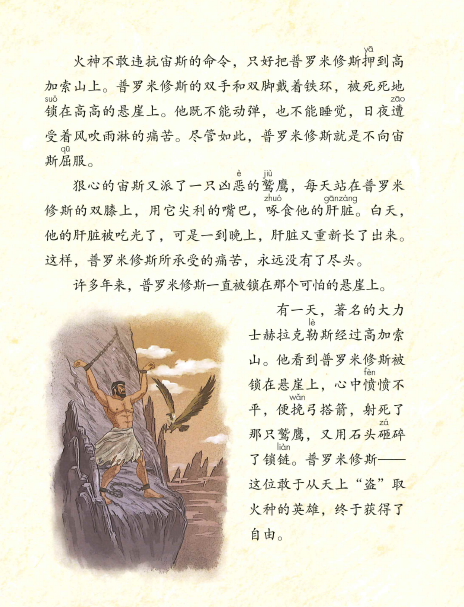 yā
火神不敢违抗宙斯的命令，只好把普罗米修斯押到高
加索山上。普罗米修斯的双手和双脚戴着铁环，被死死地
suǒ zāo
锁在高高的悬崖上。他既不能动弹，也不能睡觉，日夜遭
受着风吹雨淋的痛苦。尽管如此，普罗米修斯就是不向宙
qū
斯屈服。
è jiù
狠心的宙斯又派了一只凶恶的鹫鹰，每天站在普罗米
zhuó gānzàng
修斯的双膝上，用它尖利的嘴巴，啄食他的肝脏。白天，
他的肝脏被吃光了，可是一到晚上，肝脏又重新长了出来。
这样，普罗米修斯所承受的痛苦，永远没有了尽头。
许多年来，普罗米修斯一直被锁在那个可怕的悬崖上。
有一天，著名的大力
lè
士赫拉克勒斯经过高加索
山。他看到普罗米修斯被
fèn
锁在悬崖上，心中愤愤不
wǎn
平，便挽弓搭箭，射死了
zá
那只鹫鹰，又用石头砸碎
liàn
了锁链。普罗米修斯——
这位敢于从天上“盗”取
火种的英雄，终于获得了
自由。